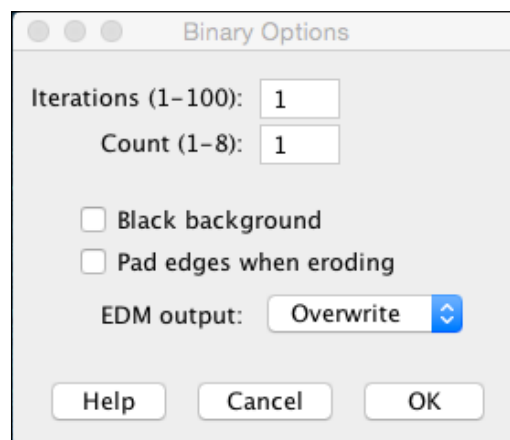 Binary Options
Iterations (1-100): 1
Count (1-8): 1
Black background
Pad edges when eroding
EDM output: Overwrite
Help Cancel OK